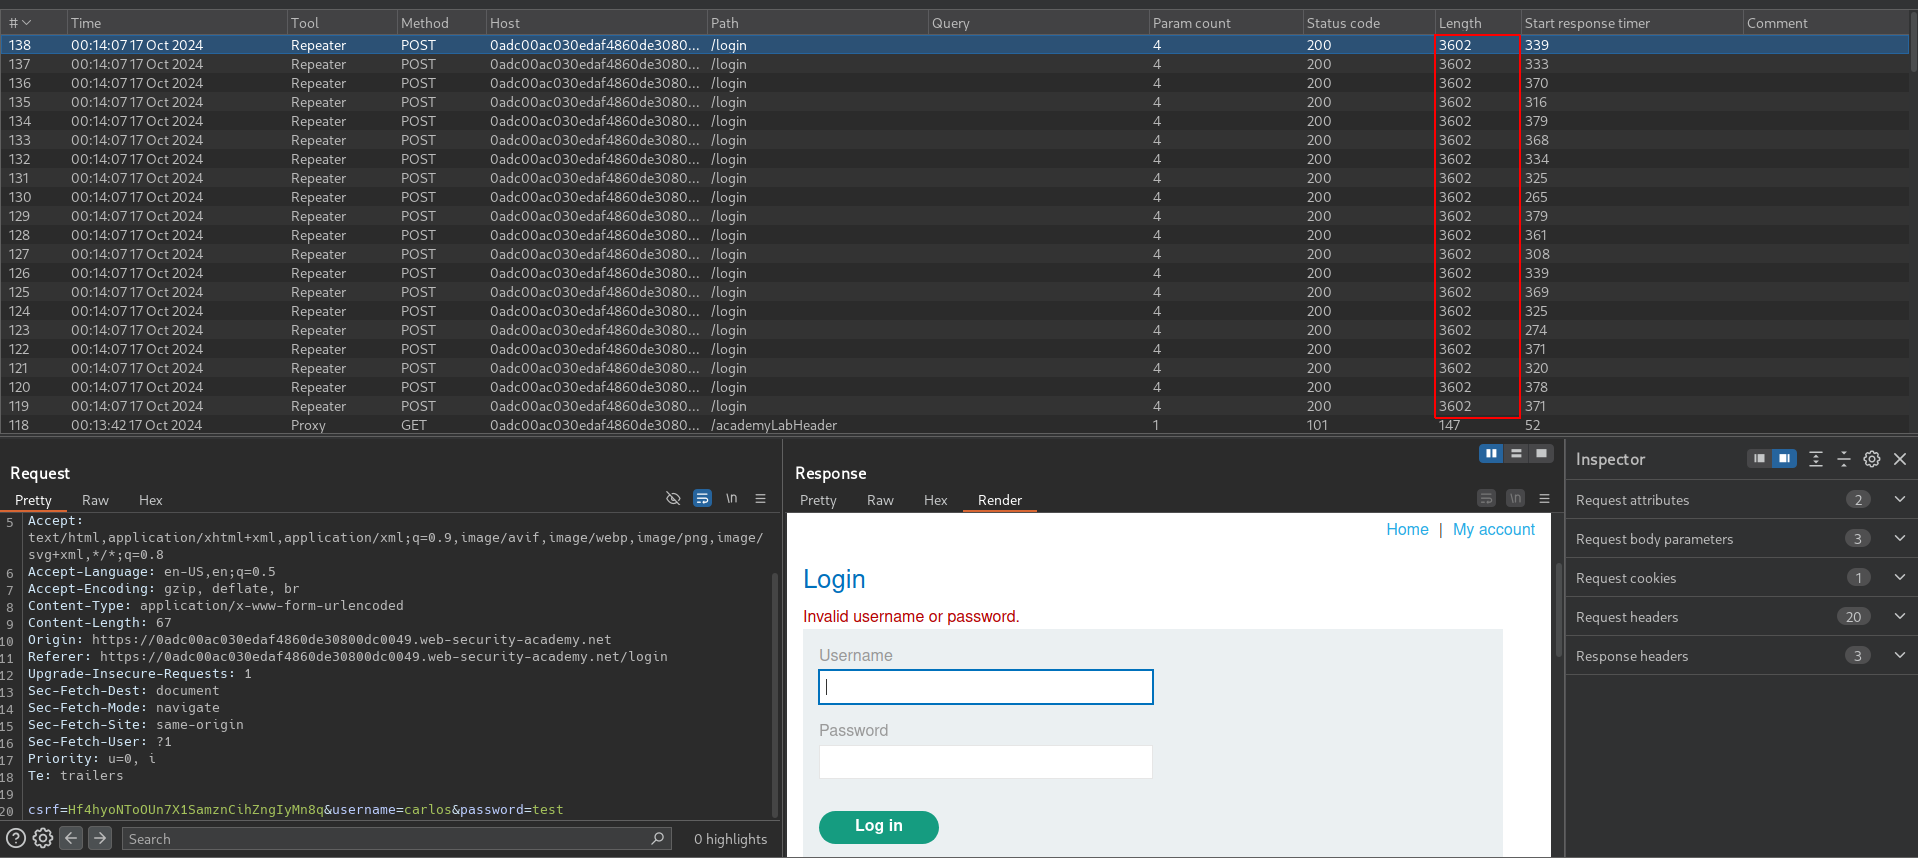 # Time Tool Method Host Path Query Param count Status code Length Start response timer Comment
138 00:14:07 17 Oct 2024 Repeater POST 0adc00ac030edaf4860de3080... /login 4 200 3602 339
137 00:14:07 17 Oct 2024 Repeater POST 0adc00ac030edaf4860de3080... /login 4 200 3602 333
136 00:14:07 17 Oct 2024 Repeater POST 0adc00ac030edaf4860de3080... /login 4 200 3602 370
135 00:14:07 17 Oct 2024 Repeater POST 0adc00ac030edaf4860de3080... /login 4 200 3602 316
134 00:14:07 17 Oct 2024 Repeater POST 0adc00ac030edaf4860de3080... /login 4 200 3602 379
133 00:14:07 17 Oct 2024 Repeater POST 0adc00ac030edaf4860de3080... /login 4 200 3602 368
132 00:14:07 17 Oct 2024 Repeater POST 0adc00ac030edaf4860de3080... /login 4 200 3602 334
131 00:14:07 17 Oct 2024 Repeater POST 0adc00ac030edaf4860de3080... /login 4 200 3602 325
130 00:14:07 17 Oct 2024 Repeater POST 0adc00ac030edaf4860de3080... /login 4 200 3602 265
129 00:14:07 17 Oct 2024 Repeater POST 0adc00ac030edaf4860de3080... /login 4 200 3602 379
128 00:14:07 17 Oct 2024 Repeater POST 0adc00ac030edaf4860de3080... /login 4 200 3602 361
127 00:14:07 17 Oct 2024 Repeater POST 0adc00ac030edaf4860de3080... /login 4 200 3602 308
126 00:14:07 17 Oct 2024 Repeater POST 0adc00ac030edaf4860de3080... /login 4 200 3602 339
125 00:14:07 17 Oct 2024 Repeater POST 0adc00ac030edaf4860de3080... /login 4 200 3602 369
124 00:14:07 17 Oct 2024 Repeater POST 0adc00ac030edaf4860de3080... /login 4 200 3602 325
123 00:14:07 17 Oct 2024 Repeater POST 0adc00ac030edaf4860de3080... /login 4 200 3602 274
122 00:14:07 17 Oct 2024 Repeater POST 0adc00ac030edaf4860de3080... /login 4 200 3602 371
121 00:14:07 17 Oct 2024 Repeater POST 0adc00ac030edaf4860de3080... /login 4 200 3602 320
120 00:14:07 17 Oct 2024 Repeater POST 0adc00ac030edaf4860de3080... /login 4 200 3602 378
119 00:14:07 17 Oct 2024 Repeater POST 0adc00ac030edaf4860de3080... /login 4 200 3602 371
118 00:13:42 17 Oct 2024 Proxy GET 0adc00ac030edaf4860de3080... /academyLabHeader 1 101 147 52
Request
Pretty Raw Hex \n
5 Accept:
text/html,application/xhtml+xml,application/xml;q=0.9,image/avif,image/webp,image/png,image/
svg+xml,*/*;q=0.8
6 Accept-Language: en-US,en;q=0.5
7 Accept-Encoding: gzip, deflate, br
8 Content-Type: application/x-www-form-urlencoded
9 Content-Length: 67
10 Origin: https://0adc00ac030edaf4860de30800dc0049.web-security-academy.net
11 Referer: https://0adc00ac030edaf4860de30800dc0049.web-security-academy.net/login
12 Upgrade-Insecure-Requests: 1
13 Sec-Fetch-Dest: document
14 Sec-Fetch-Mode: navigate
15 Sec-Fetch-Site: same-origin
16 Sec-Fetch-User: ?1
17 Priority: u=0, i
18 Te: trailers
19
20 csrf=Hf4hyoNToOUn7X1SamznCihZngIyMn8q&username=carlos&password=test
Search
0 highlights
Response
Pretty Raw Hex Render \n
Home | My account
Login
Invalid username or password.
Username
Password
Log in
Inspector
Request attributes 2
Request body parameters 3
Request cookies 1
Request headers 20
Response headers 3